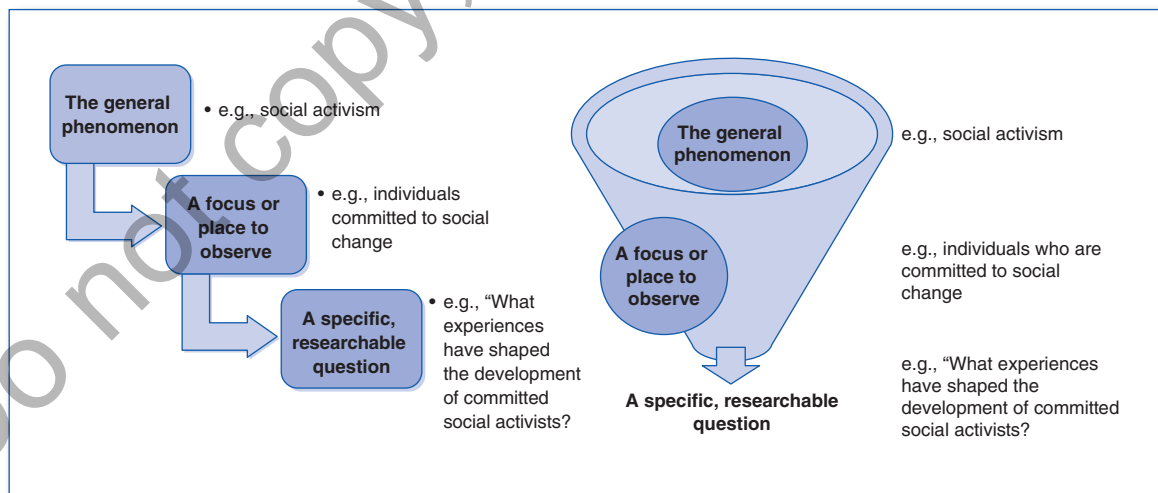 Do not copy,
The general
phenomenon
• e.g., social activism
A focus or
place to
observe
• e.g., individuals
committed to social
change
A specific,
researchable
question
• e.g., “What
experiences
have shaped
the development
of committed
social activists?
The general
phenomenon
e.g., social activism
A focus or
place to
observe
e.g., individuals who are
committed to social
change
A specific, researchable
question
e.g., “What experiences
have shaped the
development of committed
social activists?